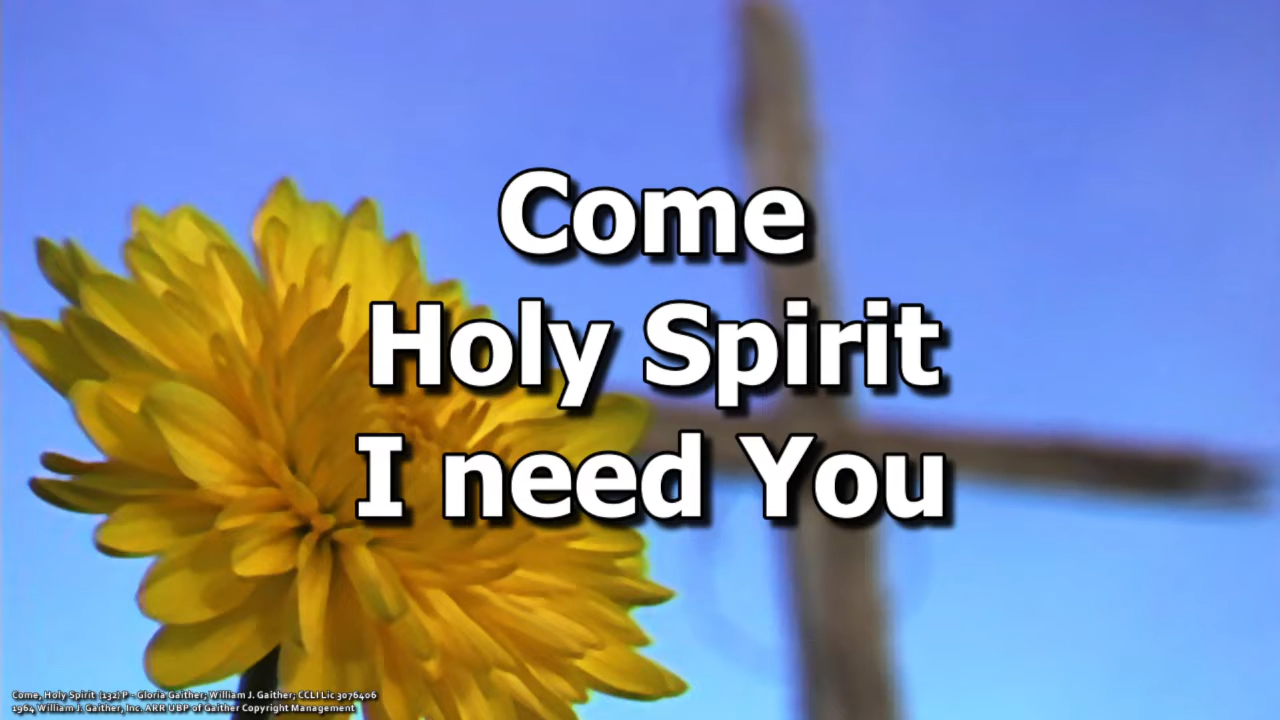 Come
Holy Spirit
I need You
Come, Holy Spirit (132) P - Gloria Gaither; William J. Gaither; CCLI Lic 3076406
1964 William J. Gaither, Inc. ARR UBP of Gaither Copyright Management